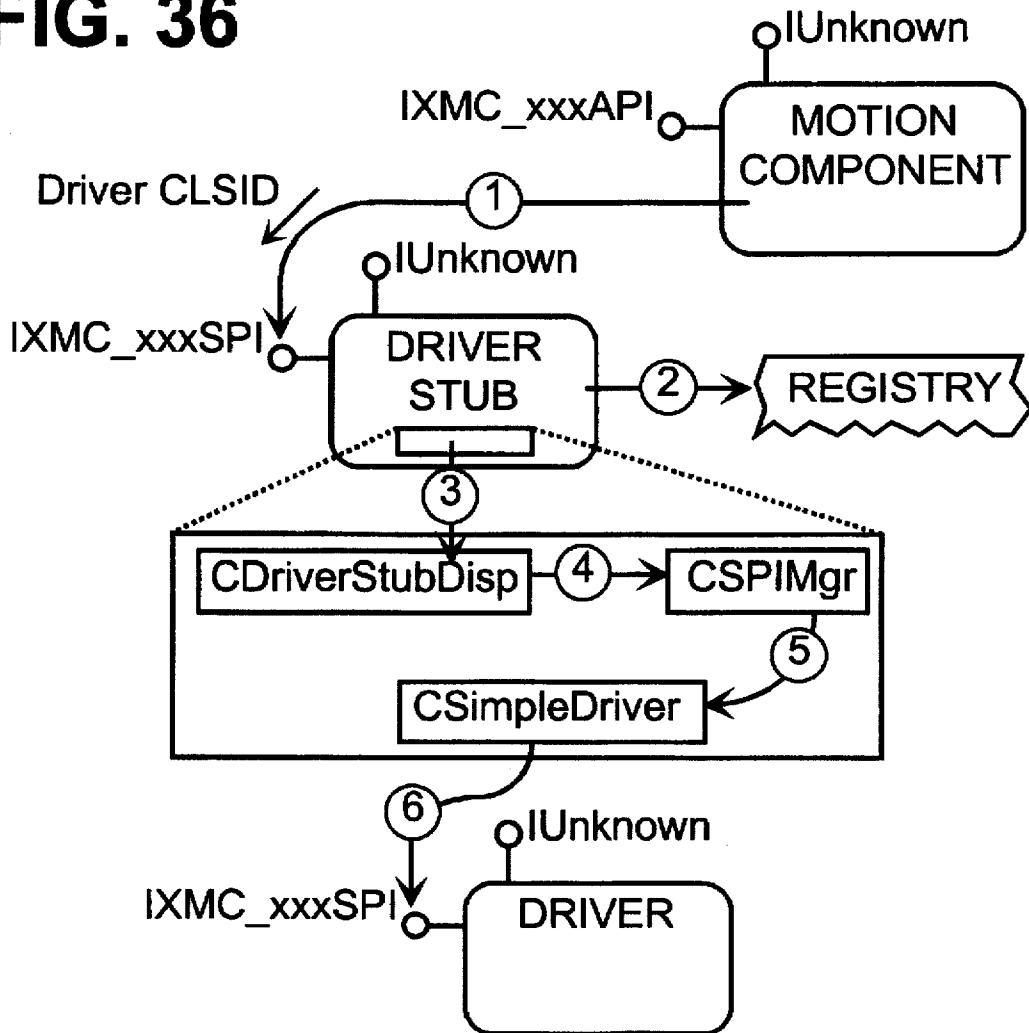 FIG. 36
IUnknown
IXMC_xxxAPI
MOTION
COMPONENT
Driver CLSID
1
IUnknown
IXMC_xxxSPI
DRIVER
STUB
2
REGISTRY
3
CDriverStubDisp
4
CSPIMgr
5
CSimpleDriver
6
IUnknown
IXMC_xxxSPI
DRIVER